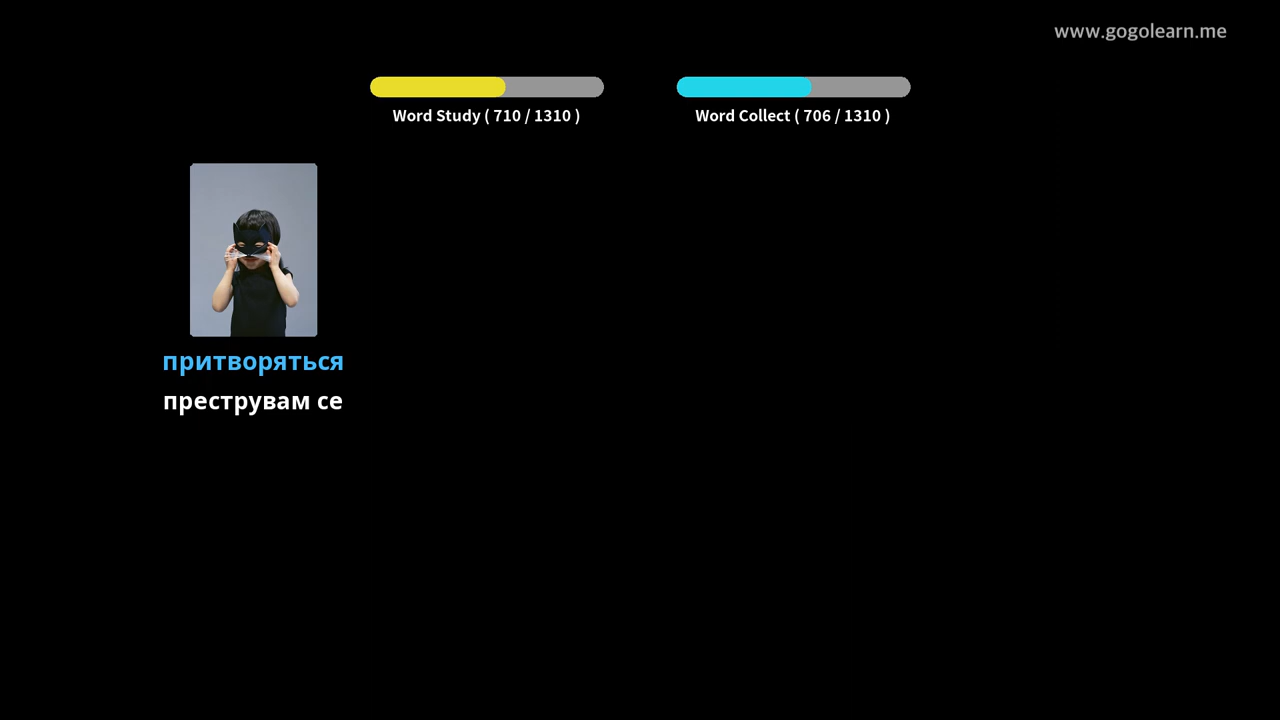 www.gogolearn.me
Word Study ( 710 / 1310 )
Word Collect ( 706 / 1310 )
притворяться
преструвам се